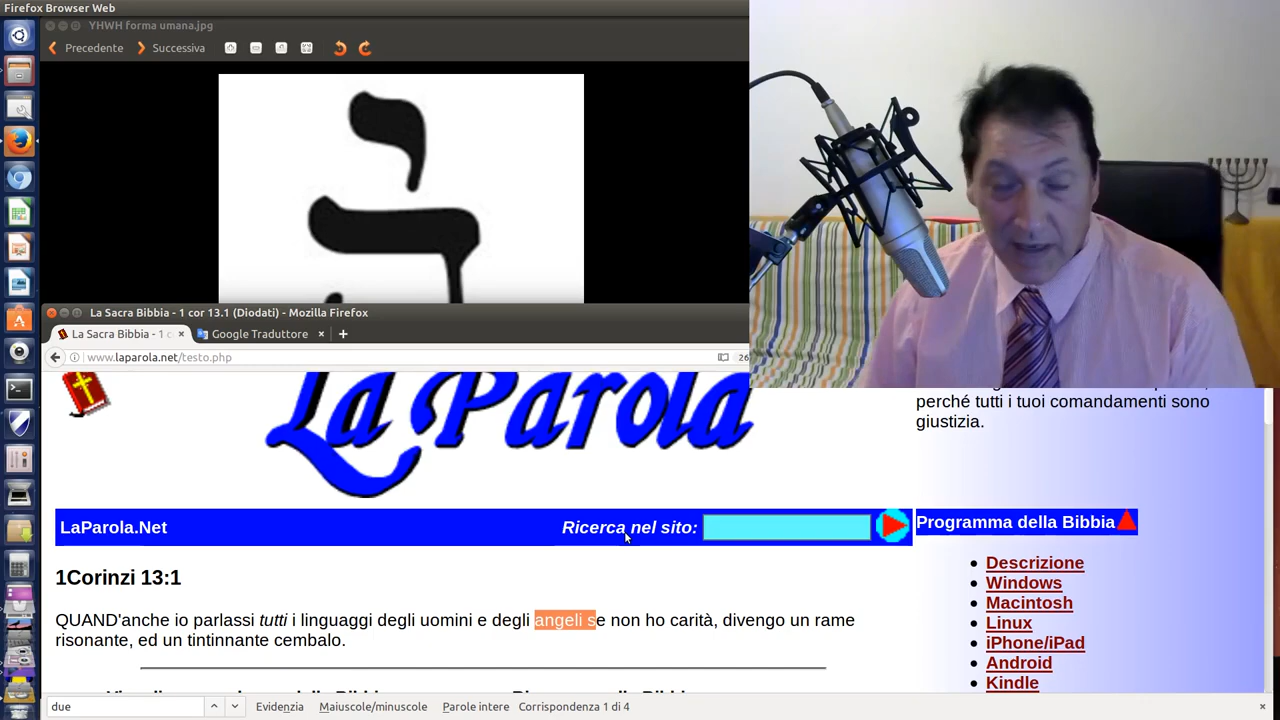 Firefox Browser Web
YHWH forma umana.jpg
Precedente
Successiva
י
ה
La Sacra Bibbia - 1 cor 13.1 (Diodati) - Mozilla Firefox
La Sacra Bibbia - 1 c
Google Traduttore
www.laparola.net/testo.php
26
La Parola
perché tutti i tuoi comandamenti sono
giustizia.
LaParola.Net
Ricerca nel sito:
Programma della Bibbia
1Corinzi 13:1
QUAND'anche io parlassi tutti i linguaggi degli uomini e degli angeli se non ho carità, divengo un rame
risonante, ed un tintinnante cembalo.
Descrizione
Windows
Macintosh
Linux
iPhone/iPad
Android
Kindle
due
Evidenzia
Maiuscole/minuscole
Parole intere
Corrispondenza 1 di 4